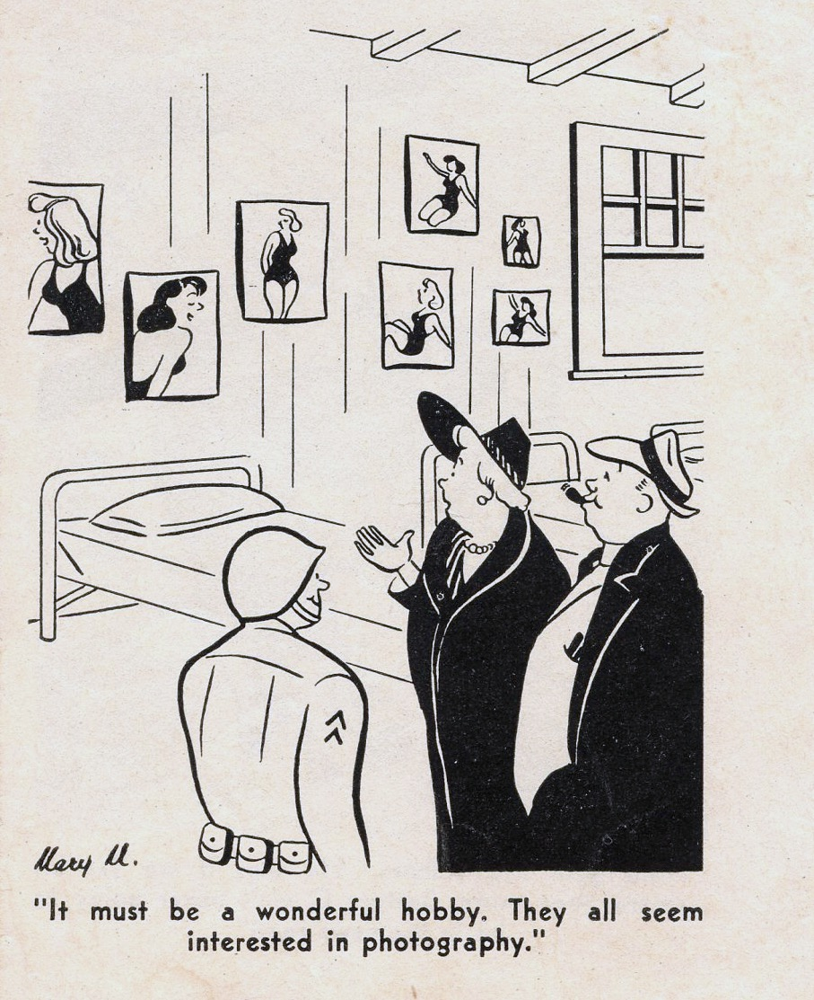 Mary M.
"It must be a wonderful hobby. They all seem
interested in photography."